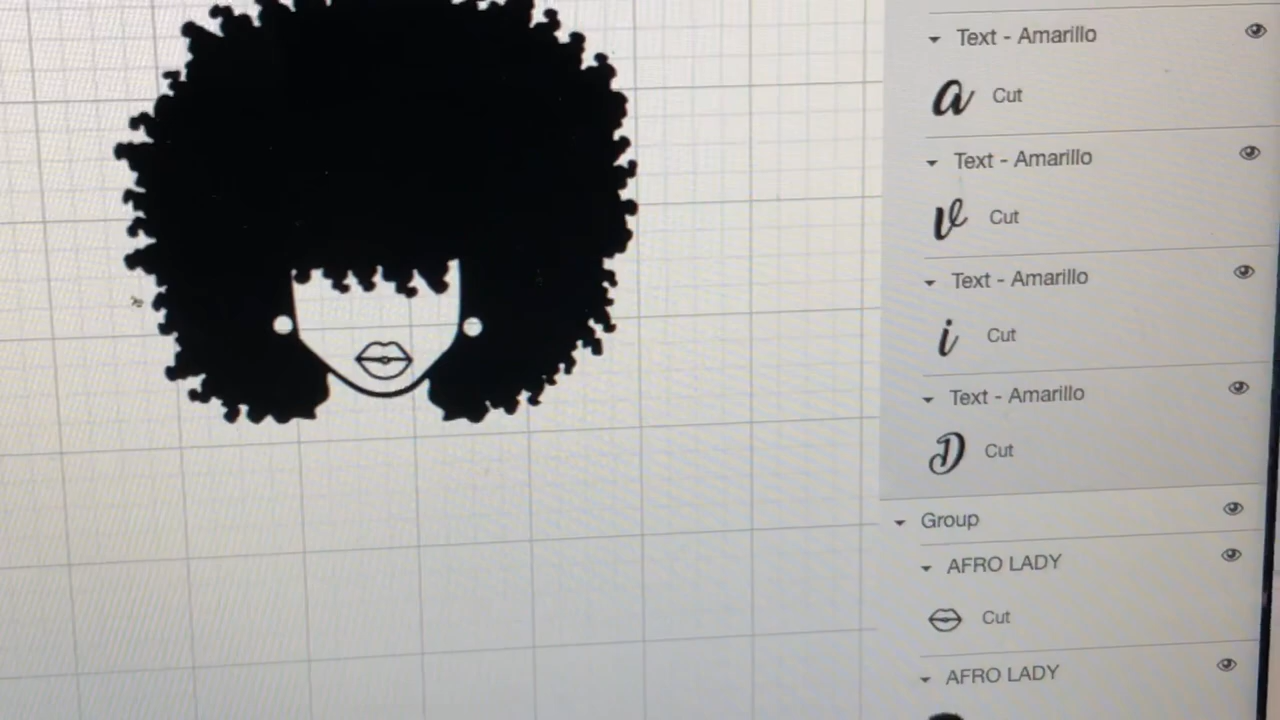 Text - Amarillo
a Cut
Text - Amarillo
v Cut
Text - Amarillo
i Cut
Text - Amarillo
D Cut
Group
AFRO LADY
Cut
AFRO LADY